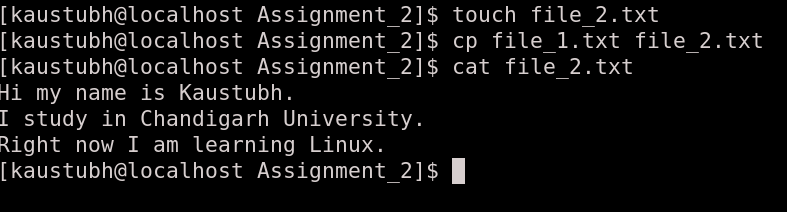 [kaustubh@localhost Assignment_2]$ touch file_2.txt
[kaustubh@localhost Assignment_2]$ cp file_1.txt file_2.txt
[kaustubh@localhost Assignment_2]$ cat file_2.txt
Hi my name is Kaustubh.
I study in Chandigarh University.
Right now I am learning Linux.
[kaustubh@localhost Assignment_2]$